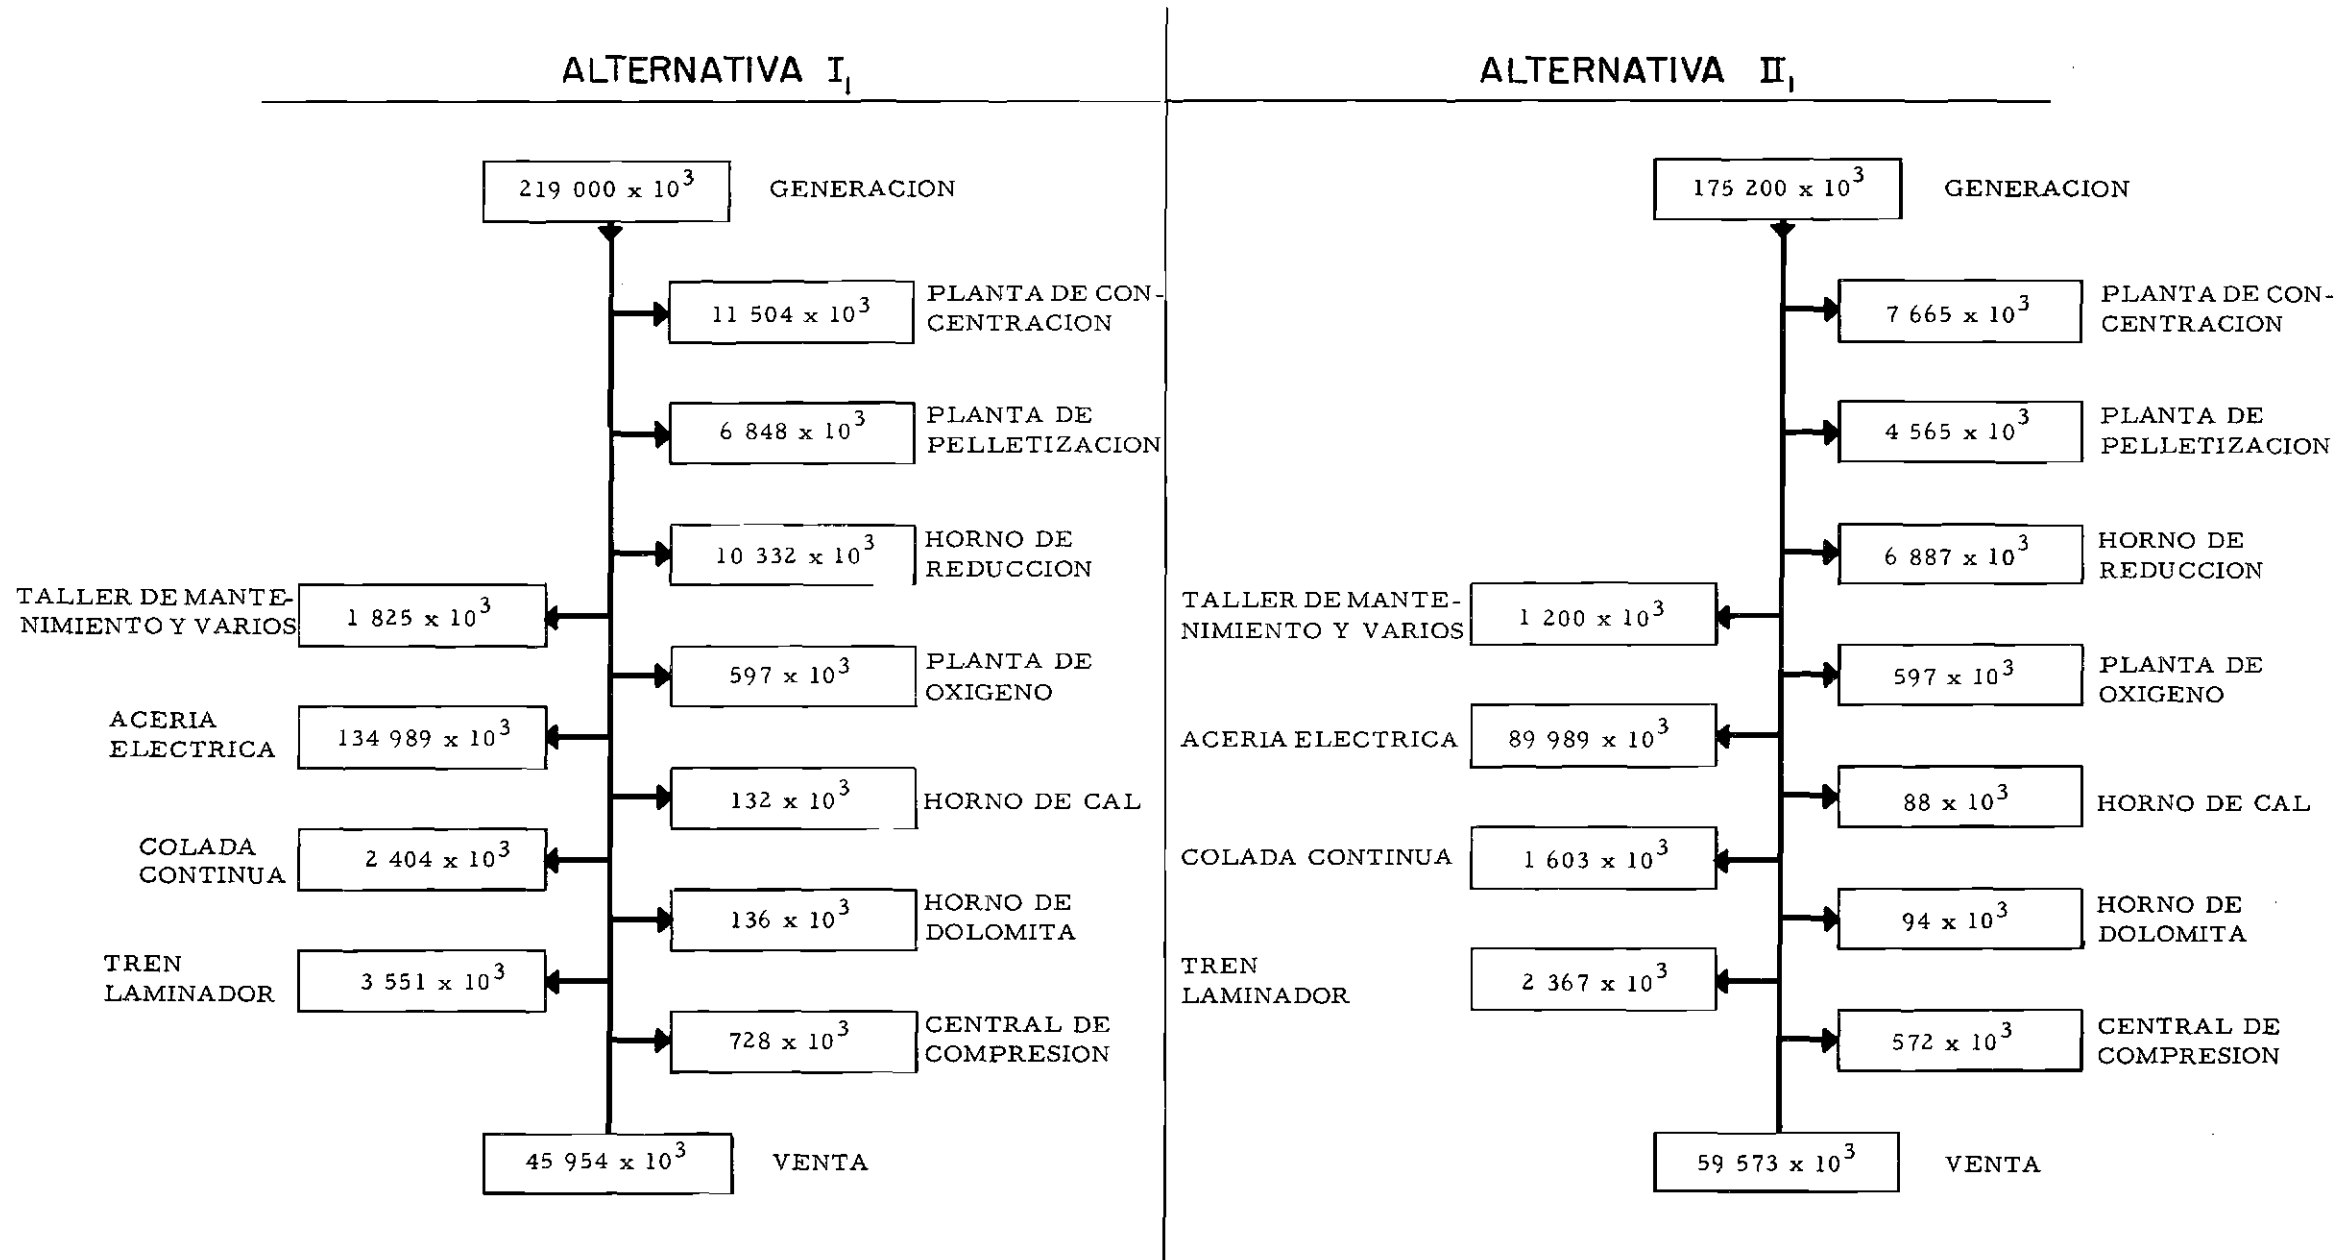 ALTERNATIVA I₁
219 000 x 10³ GENERACION
11 504 x 10³
PLANTA DE CON-
CENTRACION
6 848 x 10³
PLANTA DE
PELLETIZACION
10 332 x 10³
HORNO DE
REDUCCION
TALLER DE MANTE-
NIMIENTO Y VARIOS
1 825 x 10³
597 x 10³
PLANTA DE
OXIGENO
ACERIA
ELECTRICA
134 989 x 10³
132 x 10³
HORNO DE CAL
COLADA
CONTINUA
2 404 x 10³
136 x 10³
HORNO DE
DOLOMITA
TREN
LAMINADOR
3 551 x 10³
728 x 10³
CENTRAL DE
COMPRESION
45 954 x 10³ VENTA
ALTERNATIVA II₁
175 200 x 10³ GENERACION
7 665 x 10³
PLANTA DE CON-
CENTRACION
4 565 x 10³
PLANTA DE
PELLETIZACION
6 887 x 10³
HORNO DE
REDUCCION
TALLER DE MANTE-
NIMIENTO Y VARIOS
1 200 x 10³
597 x 10³
PLANTA DE
OXIGENO
ACERIA ELECTRICA
89 989 x 10³
88 x 10³
HORNO DE CAL
COLADA CONTINUA
1 603 x 10³
94 x 10³
HORNO DE
DOLOMITA
TREN
LAMINADOR
2 367 x 10³
572 x 10³
CENTRAL DE
COMPRESION
59 573 x 10³ VENTA